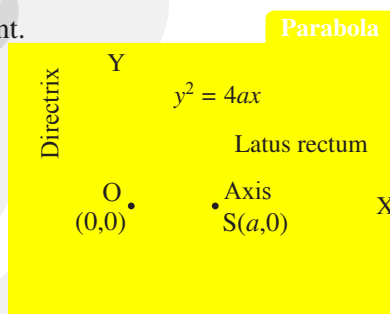 nt.
Parabola
Y
Directrix
y² = 4ax
Latus rectum
O
(0,0)
Axis
S(a,0)
X